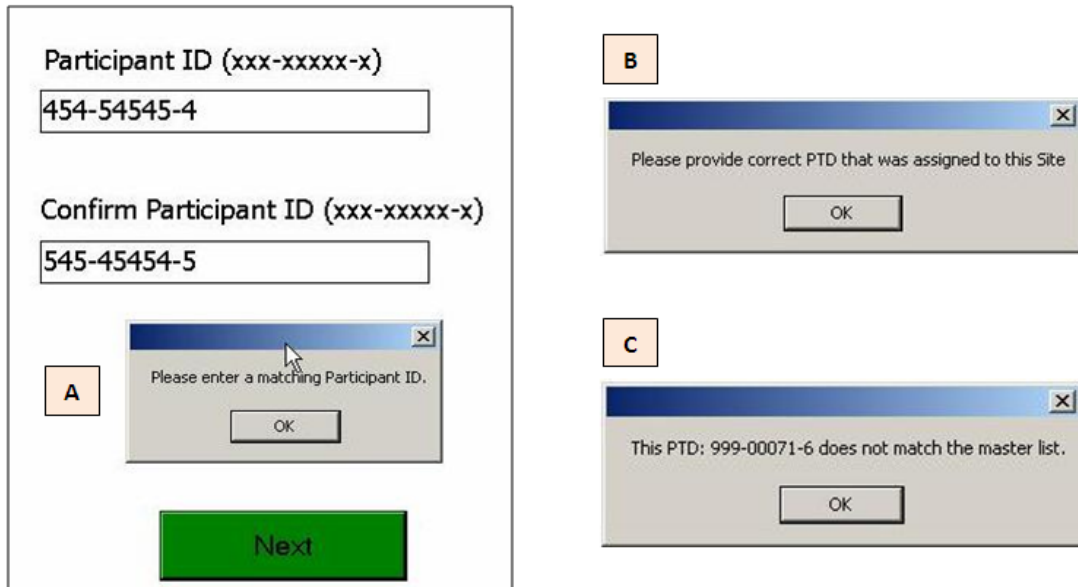 Participant ID (xxx-xxxxx-x)
454-54545-4
Confirm Participant ID (xxx-xxxxx-x)
545-45454-5
A
Please enter a matching Participant ID.
OK
Next
B
Please provide correct PTD that was assigned to this Site
OK
C
This PTD: 999-00071-6 does not match the master list.
OK